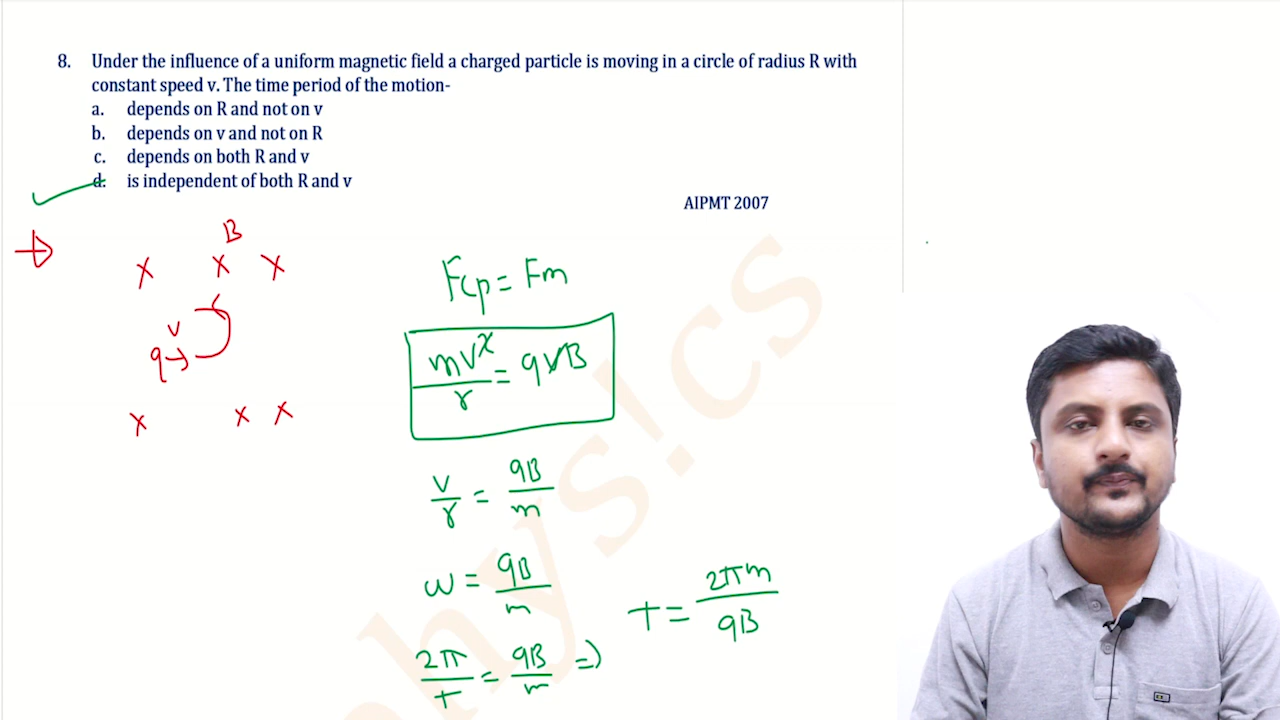 8. Under the influence of a uniform magnetic field a charged particle is moving in a circle of radius R with
constant speed v. The time period of the motion-
a. depends on R and not on v
b. depends on v and not on R
c. depends on both R and v
d. is independent of both R and v
AIPMT 2007
B
x x x
v
q
x x x
Fcp = Fm
mv²/r = qvB
v/r = qB/m
ω = qB/m
2π/T = qB/m ⇒
T = 2πm/qB
phys!cs